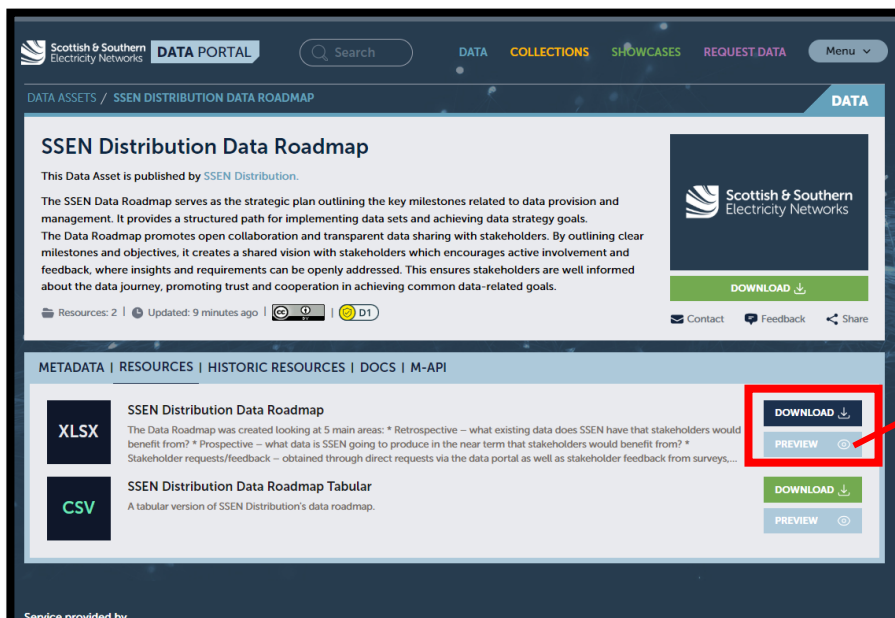 Scottish & Southern
Electricity Networks
DATA PORTAL
Search
DATA
COLLECTIONS
SHOWCASES
REQUEST DATA
Menu
DATA ASSETS / SSEN DISTRIBUTION DATA ROADMAP
DATA
SSEN Distribution Data Roadmap
This Data Asset is published by SSEN Distribution.
The SSEN Data Roadmap serves as the strategic plan outlining the key milestones related to data provision and
management. It provides a structured path for implementing data sets and achieving data strategy goals.
The Data Roadmap promotes open collaboration and transparent data sharing with stakeholders. By outlining clear
milestones and objectives, it creates a shared vision with stakeholders which encourages active involvement and
feedback, where insights and requirements can be openly addressed. This ensures stakeholders are well informed
about the data journey, promoting trust and cooperation in achieving common data-related goals.
Resources: 2 | Updated: 9 minutes ago | cc BY | D1
Scottish & Southern
Electricity Networks
DOWNLOAD
Contact
Feedback
Share
METADATA | RESOURCES | HISTORIC RESOURCES | DOCS | M-API
XLSX
SSEN Distribution Data Roadmap
The Data Roadmap was created looking at 5 main areas: * Retrospective – what existing data does SSEN have that stakeholders would
benefit from? * Prospective – what data is SSEN going to produce in the near term that stakeholders would benefit from? *
Stakeholder requests/feedback – obtained through direct requests via the data portal as well as stakeholder feedback from surveys,...
DOWNLOAD
PREVIEW
CSV
SSEN Distribution Data Roadmap Tabular
A tabular version of SSEN Distribution's data roadmap.
DOWNLOAD
PREVIEW
Service provided by